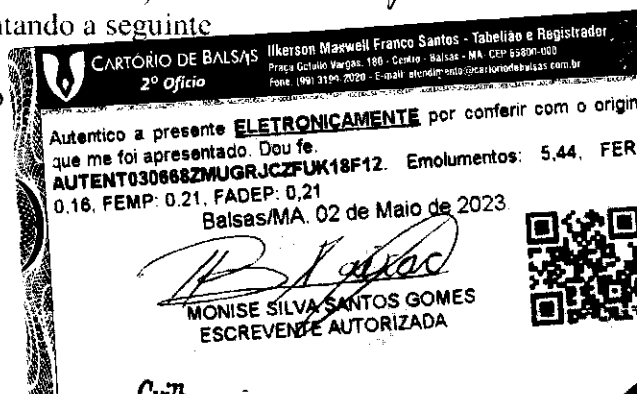 ntando a seguinte
CARTÓRIO DE BALSAS
2º Ofício
Ilkerson Maxwell Franco Santos - Tabelião e Registrador
Praça Getulio Vargas, 180 - Centro - Balsas - MA- CEP 65800-000
Fone. (99) 3199-2020 - E-mail: atendimento@cartoriodebalsas.com.br
Autentico a presente ELETRONICAMENTE por conferir com o origin
que me foi apresentado. Dou fe.
AUTENT030668ZMUGRJCZFUK18F12. Emolumentos: 5,44, FER
0,16, FEMP: 0,21, FADEP: 0,21
Balsas/MA, 02 de Maio de 2023.
MONISE SILVA SANTOS GOMES
ESCREVENTE AUTORIZADA